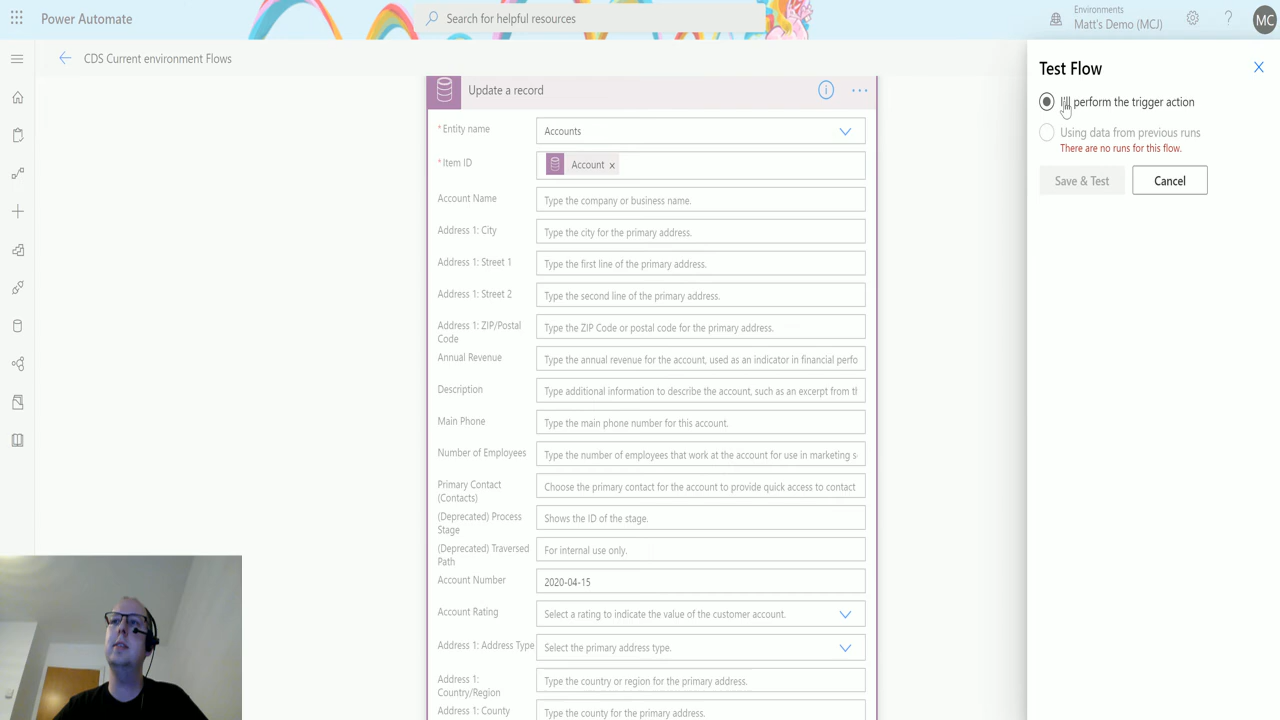 Power Automate
Search for helpful resources
Environments
Matt's Demo (MCJ)
MC
CDS Current environment Flows
Test Flow
perform the trigger action
Using data from previous runs
There are no runs for this flow.
Save & Test
Cancel
Update a record
* Entity name
Accounts
* Item ID
Account
Account Name
Type the company or business name.
Address 1: City
Type the city for the primary address.
Address 1: Street 1
Type the first line of the primary address.
Address 1: Street 2
Type the second line of the primary address.
Address 1: ZIP/Postal
Code
Type the ZIP Code or postal code for the primary address.
Annual Revenue
Type the annual revenue for the account, used as an indicator in financial perfo
Description
Type additional information to describe the account, such as an excerpt from th
Main Phone
Type the main phone number for this account.
Number of Employees
Type the number of employees that work at the account for use in marketing s
Primary Contact
(Contacts)
Choose the primary contact for the account to provide quick access to contact
(Deprecated) Process
Stage
Shows the ID of the stage.
(Deprecated) Traversed
Path
For internal use only.
Account Number
2020-04-15
Account Rating
Select a rating to indicate the value of the customer account.
Address 1: Address Type
Select the primary address type.
Address 1:
Country/Region
Type the country or region for the primary address.
Address 1: County
Type the county for the primary address.